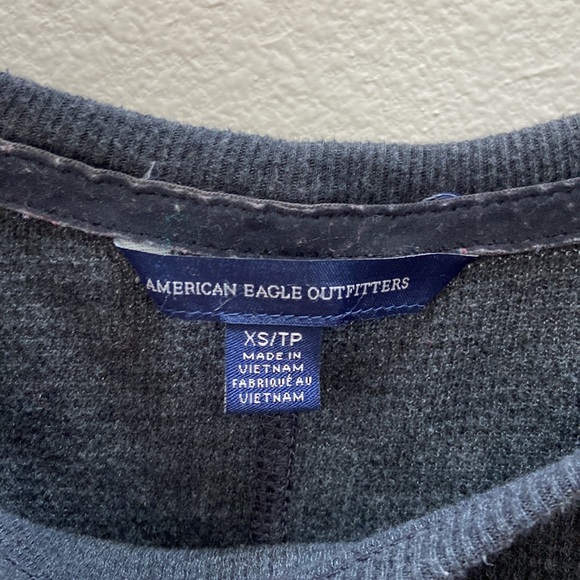 AMERICAN EAGLE OUTFITTERS
XS/TP
MADE IN
VIETNAM
FABRIQUÉ AU
VIETNAM